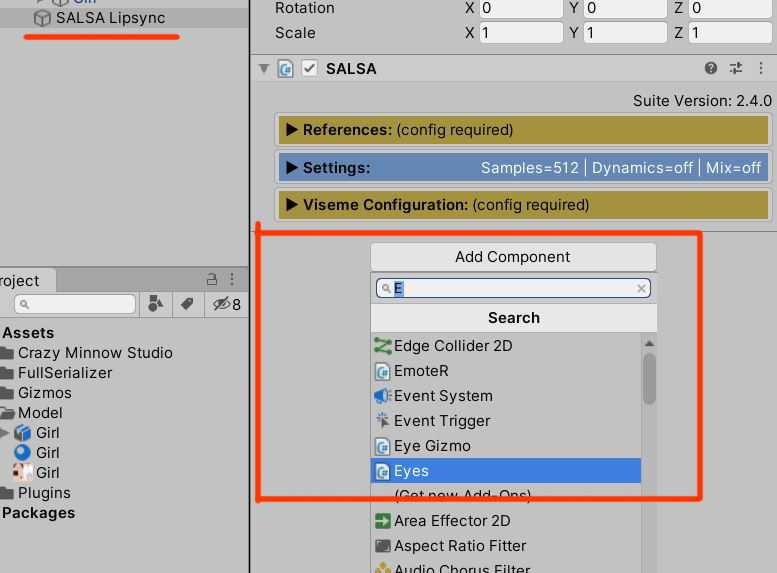 SALSA Lipsync
Rotation X 0 Y 0 Z 0
Scale X 1 Y 1 Z 1
SALSA
Suite Version: 2.4.0
References: (config required)
Settings: Samples=512 | Dynamics=off | Mix=off
Viseme Configuration: (config required)
Add Component
E
Search
Edge Collider 2D
EmoteR
Event System
Event Trigger
Eye Gizmo
Eyes
(Get new Add-Ons)
Area Effector 2D
Aspect Ratio Fitter
Audio Chorus Filter
roject
8
Assets
Crazy Minnow Studio
FullSerializer
Gizmos
Model
Girl
Girl
Girl
Plugins
Packages